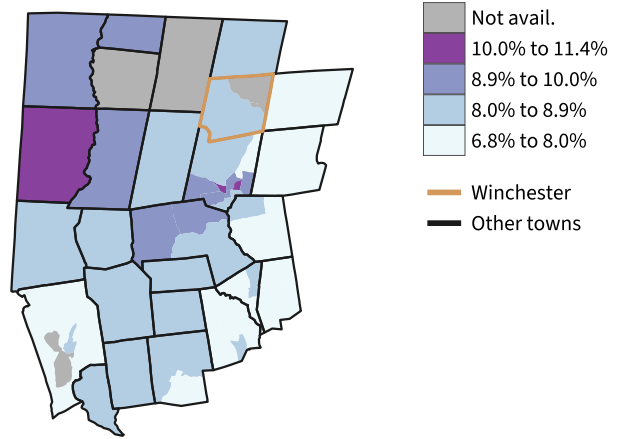 Not avail.
10.0% to 11.4%
8.9% to 10.0%
8.0% to 8.9%
6.8% to 8.0%
Winchester
Other towns